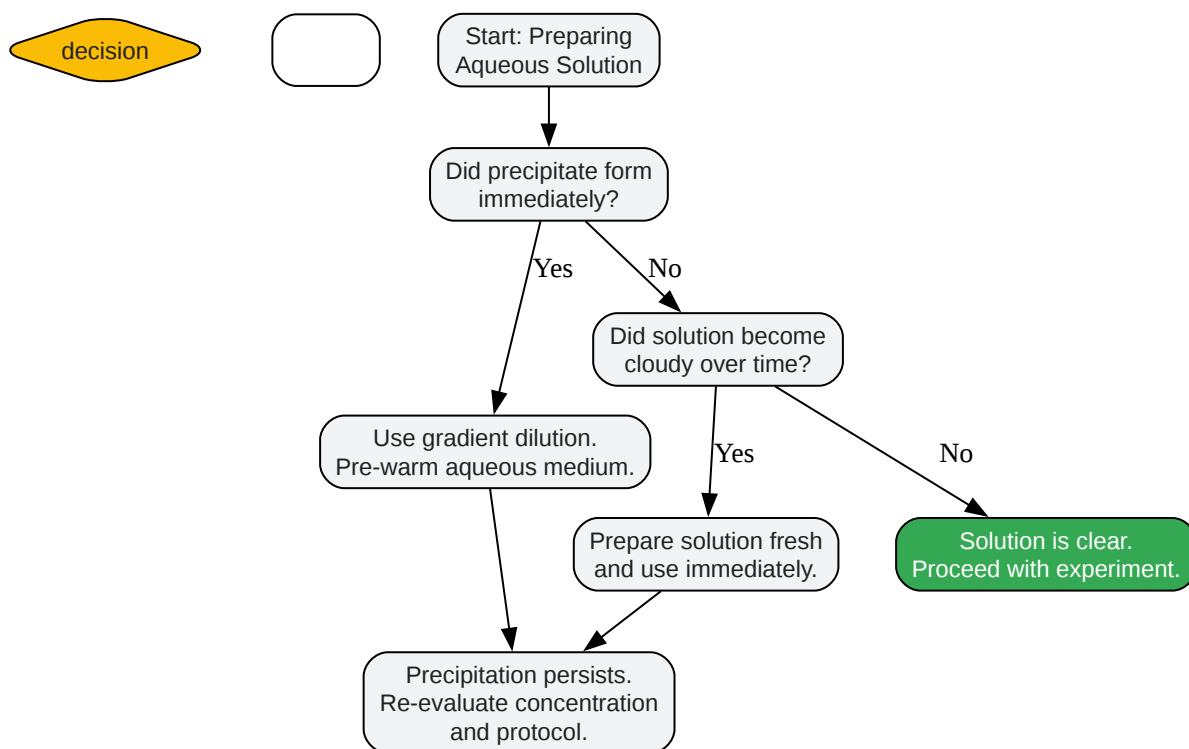 decision
Start: Preparing
Aqueous Solution
Did precipitate form
immediately?
Yes
No
Did solution become
cloudy over time?
Use gradient dilution.
Pre-warm aqueous medium.
Yes
No
Prepare solution fresh
and use immediately.
Solution is clear.
Proceed with experiment.
Precipitation persists.
Re-evaluate concentration
and protocol.